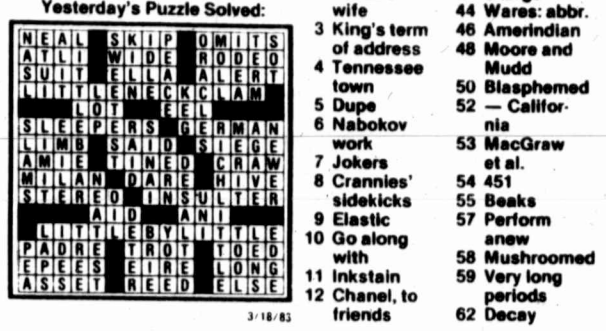 Yesterday's Puzzle Solved:
NEAL SKIP OMITS
ATLI WIDE RODEO
SUIT ELLA ALERT
LITTLENECKCLAM
LOT EEL
SLEEPERS GERMAN
LIMB SAID SIEGE
AMIE TINED CRAW
MILAN DARE HIVE
STEREO INSULTER
AID ANI
LITTLEBYLITTLE
PADRE TROT TOED
EPEES EIRE LONG
ASSET REED ELSE
3/18/83
wife
3 King's term
of address
4 Tennessee
town
5 Dupe
6 Nabokov
work
7 Jokers
8 Crannies'
sidekicks
9 Elastic
10 Go along
with
11 Inkstain
12 Chanel, to
friends
44 Wares: abbr.
46 Amerindian
48 Moore and
Mudd
50 Blasphemed
52 — Califor-
nia
53 MacGraw
et al.
54 451
55 Beaks
57 Perform
anew
58 Mushroomed
59 Very long
periods
62 Decay